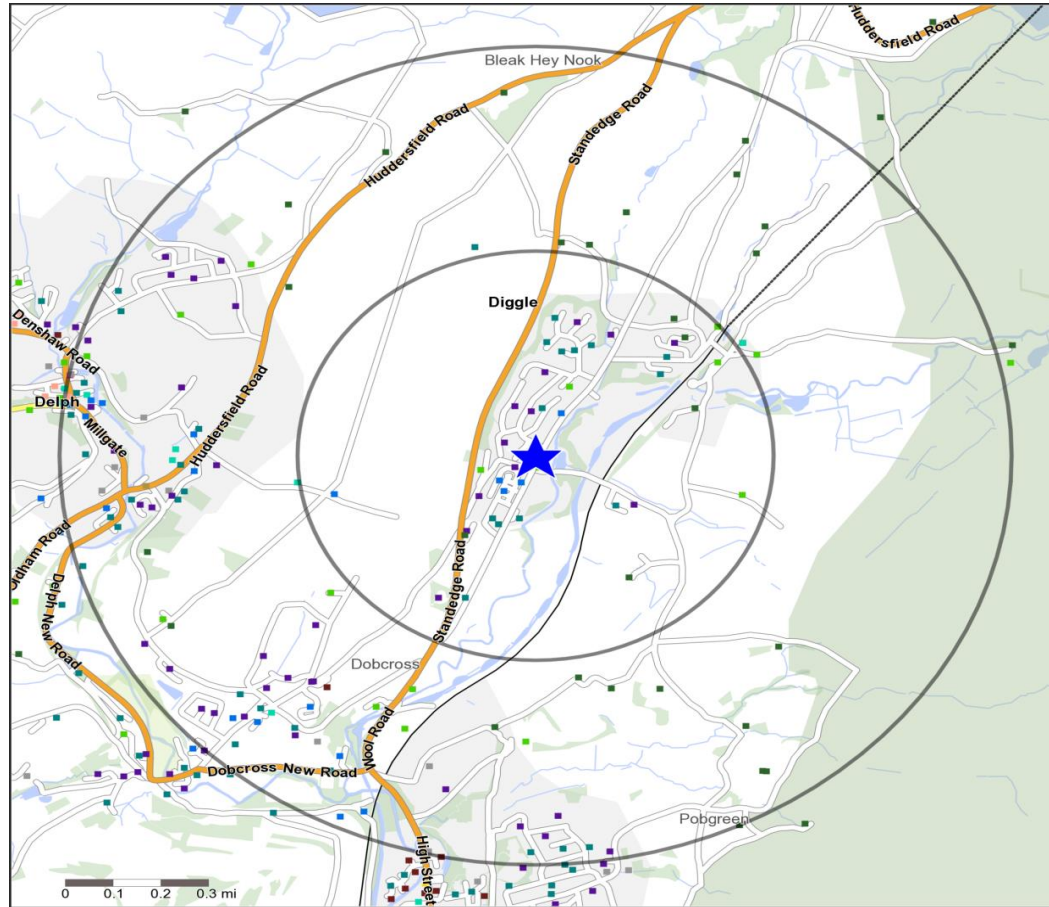 Huddersfield Road
Bleak Hey Nook
Huddersfield Road
Standedge Road
Diggle
Denshaw Road
Delph
Millgate
Huddersfield Road
Oldham Road
Delph New Road
Standedge Road
Dobcross
Wool Road
Dobcross New Road
High Street
Pobgreen
0 0.1 0.2 0.3 mi